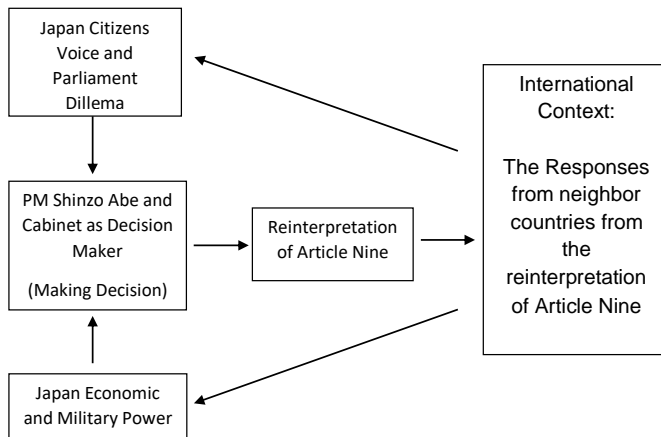 Japan Citizens
Voice and
Parliament
Dillema
PM Shinzo Abe and
Cabinet as Decision
Maker
(Making Decision)
Japan Economic
and Military Power
Reinterpretation
of Article Nine
International
Context:
The Responses
from neighbor
countries from
the
reinterpretation
of Article Nine